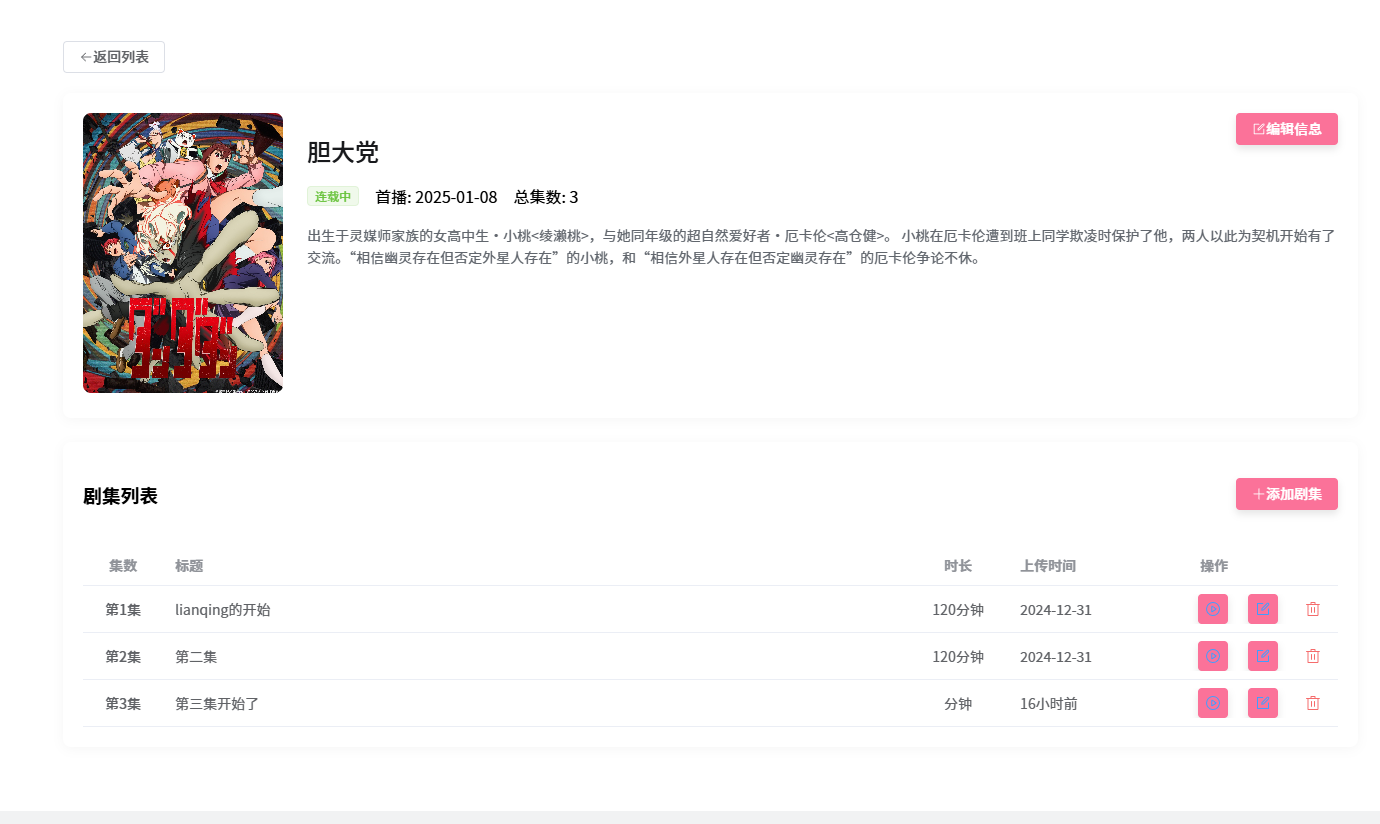 ←返回列表
编辑信息
胆大党
连载中 首播: 2025-01-08 总集数: 3
出生于灵媒师家族的女高中生・小桃<绫濑桃>，与她同年级的超自然爱好者・厄卡伦<高仓健>。 小桃在厄卡伦遭到班上同学欺凌时保护了他，两人以此为契机开始有了
交流。“相信幽灵存在但否定外星人存在”的小桃，和“相信外星人存在但否定幽灵存在”的厄卡伦争论不休。
ダンダダン
剧集列表
+添加剧集
集数 标题 时长 上传时间 操作
第1集 lianqing的开始 120分钟 2024-12-31
第2集 第二集 120分钟 2024-12-31
第3集 第三集开始了 分钟 16小时前